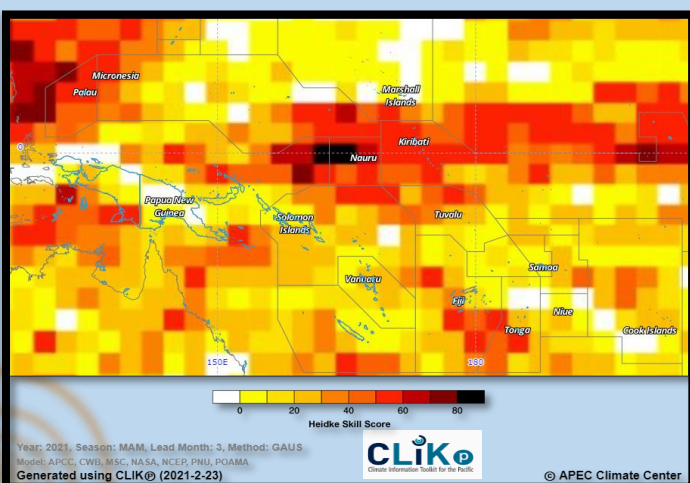 Micronesia
Palau
Marshall
Islands
Kiribati
0
Nauru
Papua New
Guinea
Solomon
Islands
Tuvalu
Samoa
Vanuatu
Fiji
Niue
Tonga
Cook Islands
150E
180
0 20 40 60 80
Heidke Skill Score
Year: 2021, Season: MAM, Lead Month: 3, Method: GAUS
Model: APCC, CWB, MSC, NASA, NCEP, PNU, POAMA
Generated using CLIKⓅ (2021-2-23)
CLiKⓟ
Climate Information Toolkit for the Pacific
© APEC Climate Center